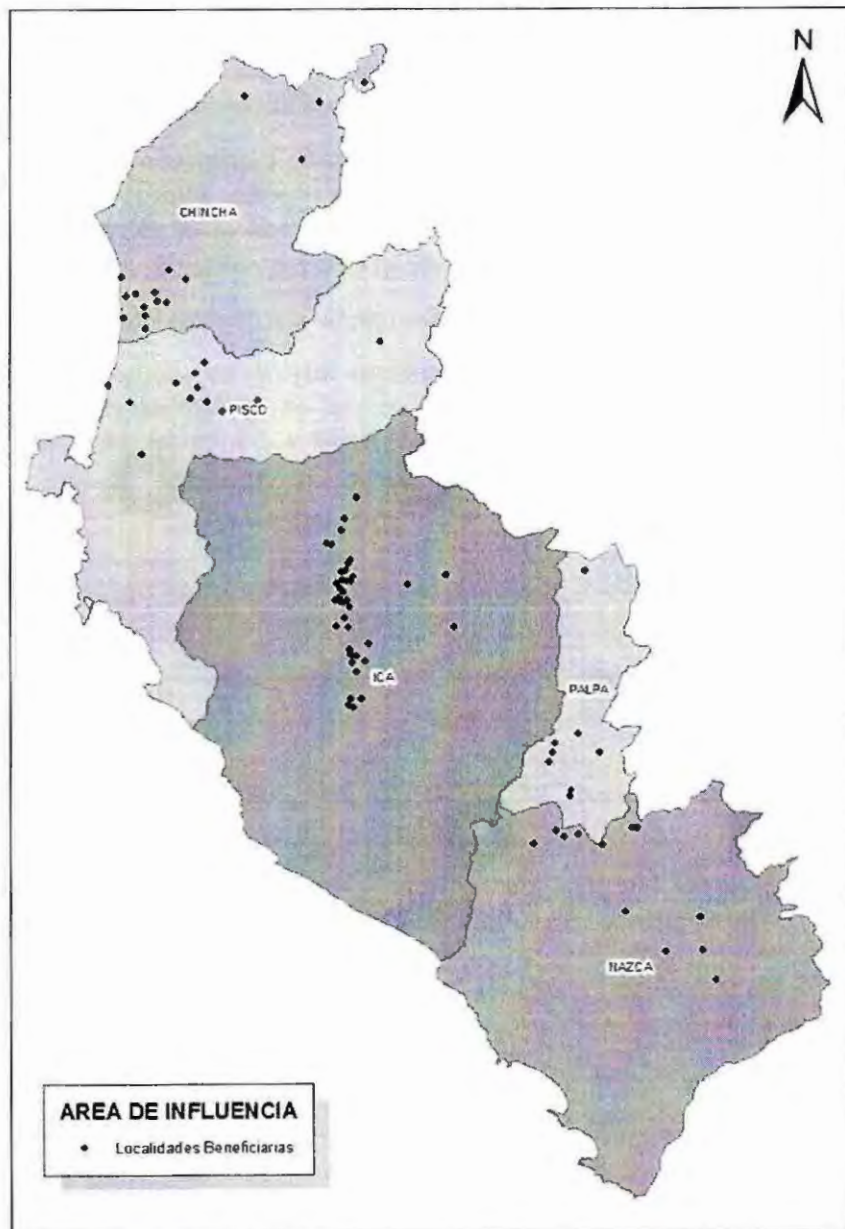 N
CHINCHA
PISCO
ICA
PALPA
NAZCA
AREA DE INFLUENCIA
Localidades Beneficiarias